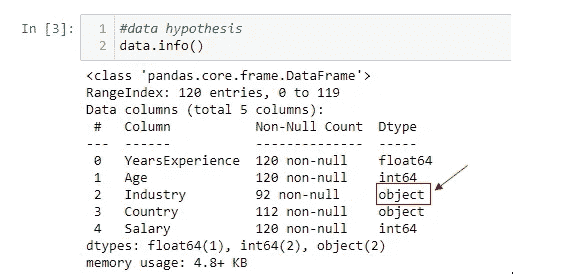 In [3]:
1 #data hypothesis
2 data.info()
<class 'pandas.core.frame.DataFrame'>
RangeIndex: 120 entries, 0 to 119
Data columns (total 5 columns):
# Column Non-Null Count Dtype
--- ------ -------------- -----
0 YearsExperience 120 non-null float64
1 Age 120 non-null int64
2 Industry 92 non-null object
3 Country 112 non-null object
4 Salary 120 non-null int64
dtypes: float64(1), int64(2), object(2)
memory usage: 4.8+ KB